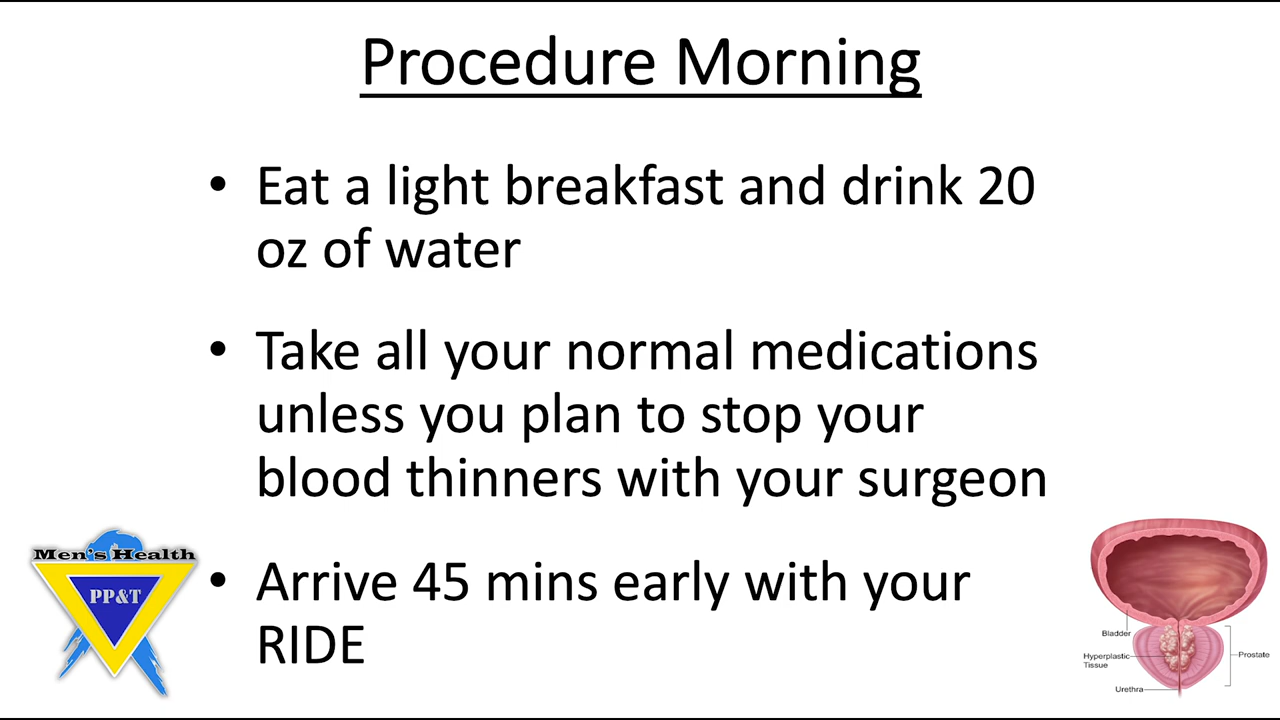 Procedure Morning
• Eat a light breakfast and drink 20
oz of water
• Take all your normal medications
unless you plan to stop your
blood thinners with your surgeon
• Arrive 45 mins early with your
RIDE
Men's Health
PP&T
Bladder
Hyperplastic
Tissue
Prostate
Urethra